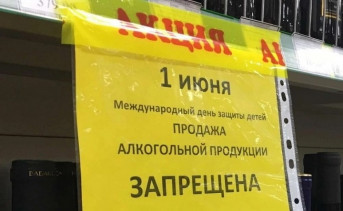 АКЦИЯ А
1 ИЮНЯ
Международный день защиты детей
ПРОДАЖА
АЛКОГОЛЬНОЙ ПРОДУКЦИИ
ЗАПРЕЩЕНА